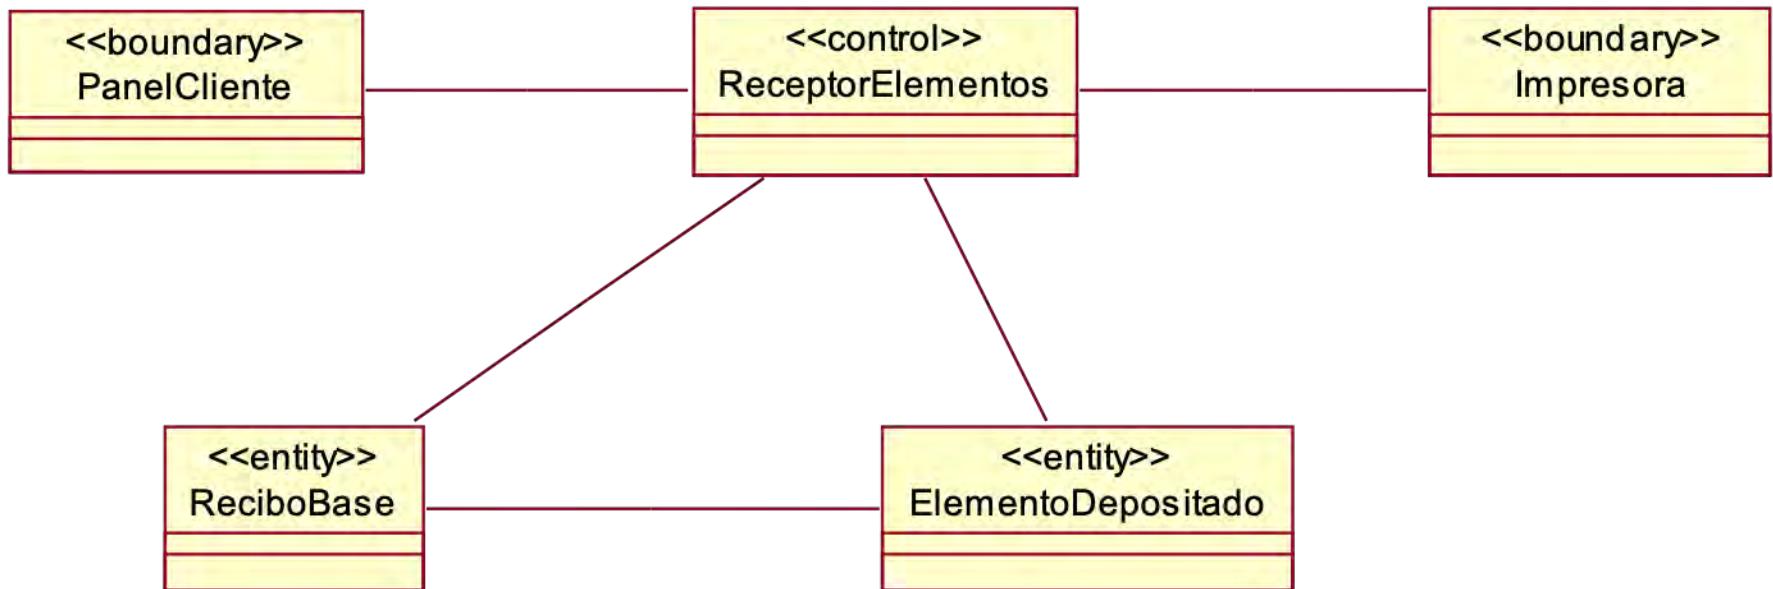 <<boundary>>
PanelCliente
<<control>>
ReceptorElementos
<<boundary>>
Impresora
<<entity>>
ReciboBase
<<entity>>
ElementoDepositado